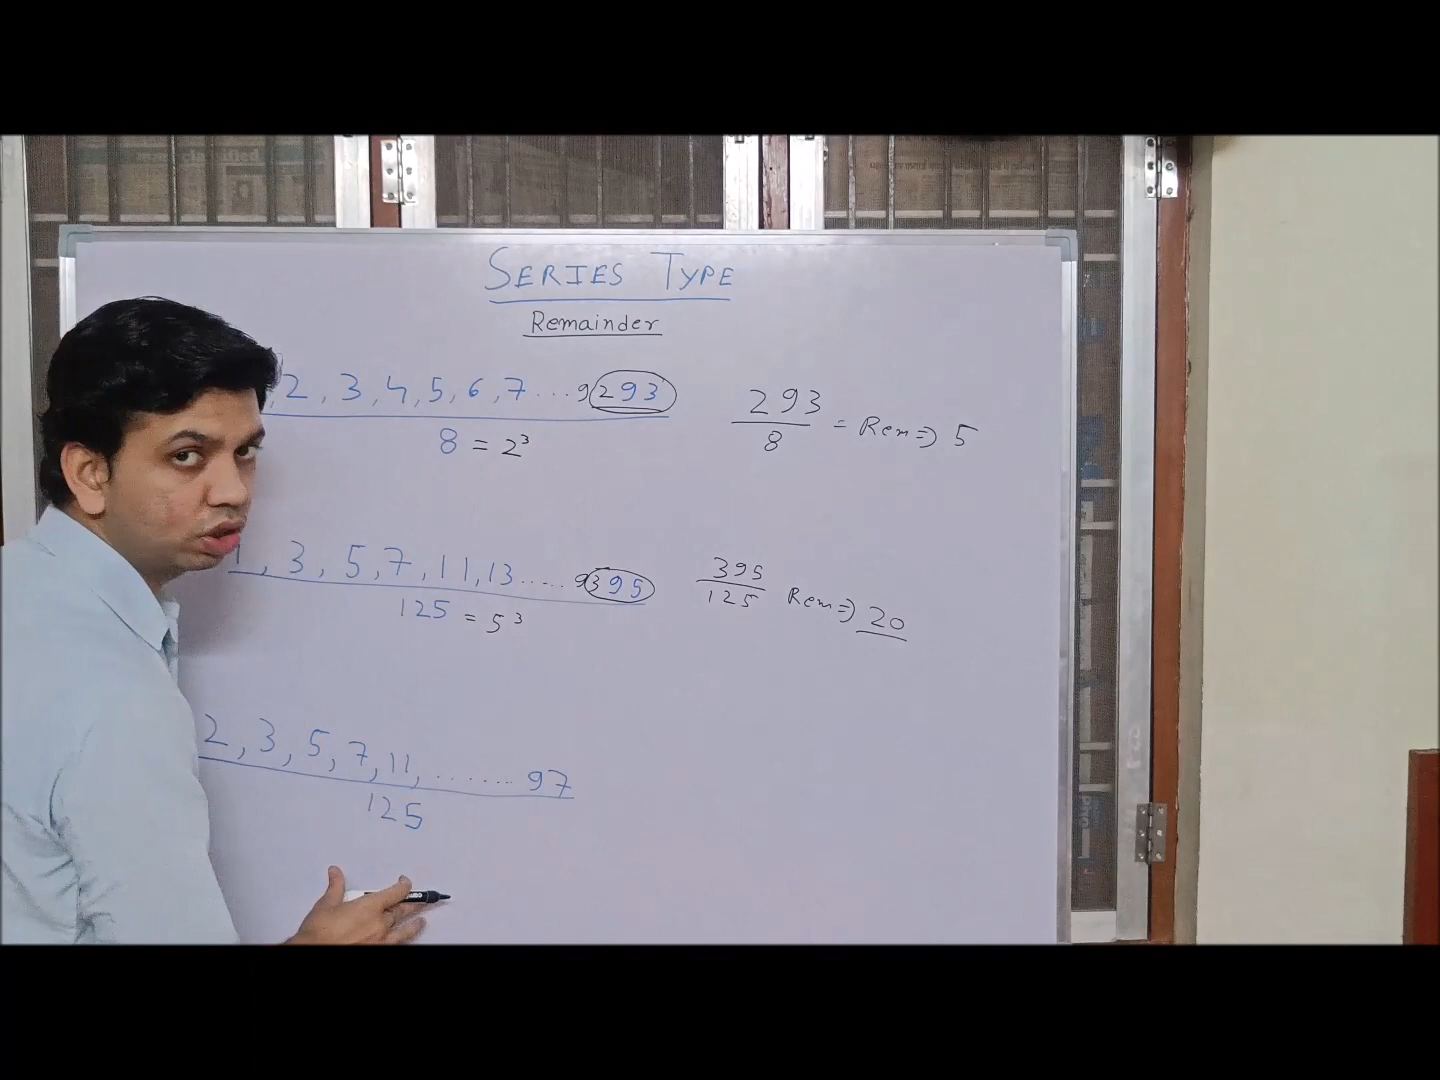 classified
SERIES TYPE
Remainder
,2, 3, 4, 5, 6, 7 ... 9293
8 = 2³
293
8
= Rem ⇒ 5
1, 3, 5, 7, 11, 13 ..... 9395
125 = 5³
395
125
Rem ⇒ 20
2, 3, 5, 7, 11, ........ 97
125